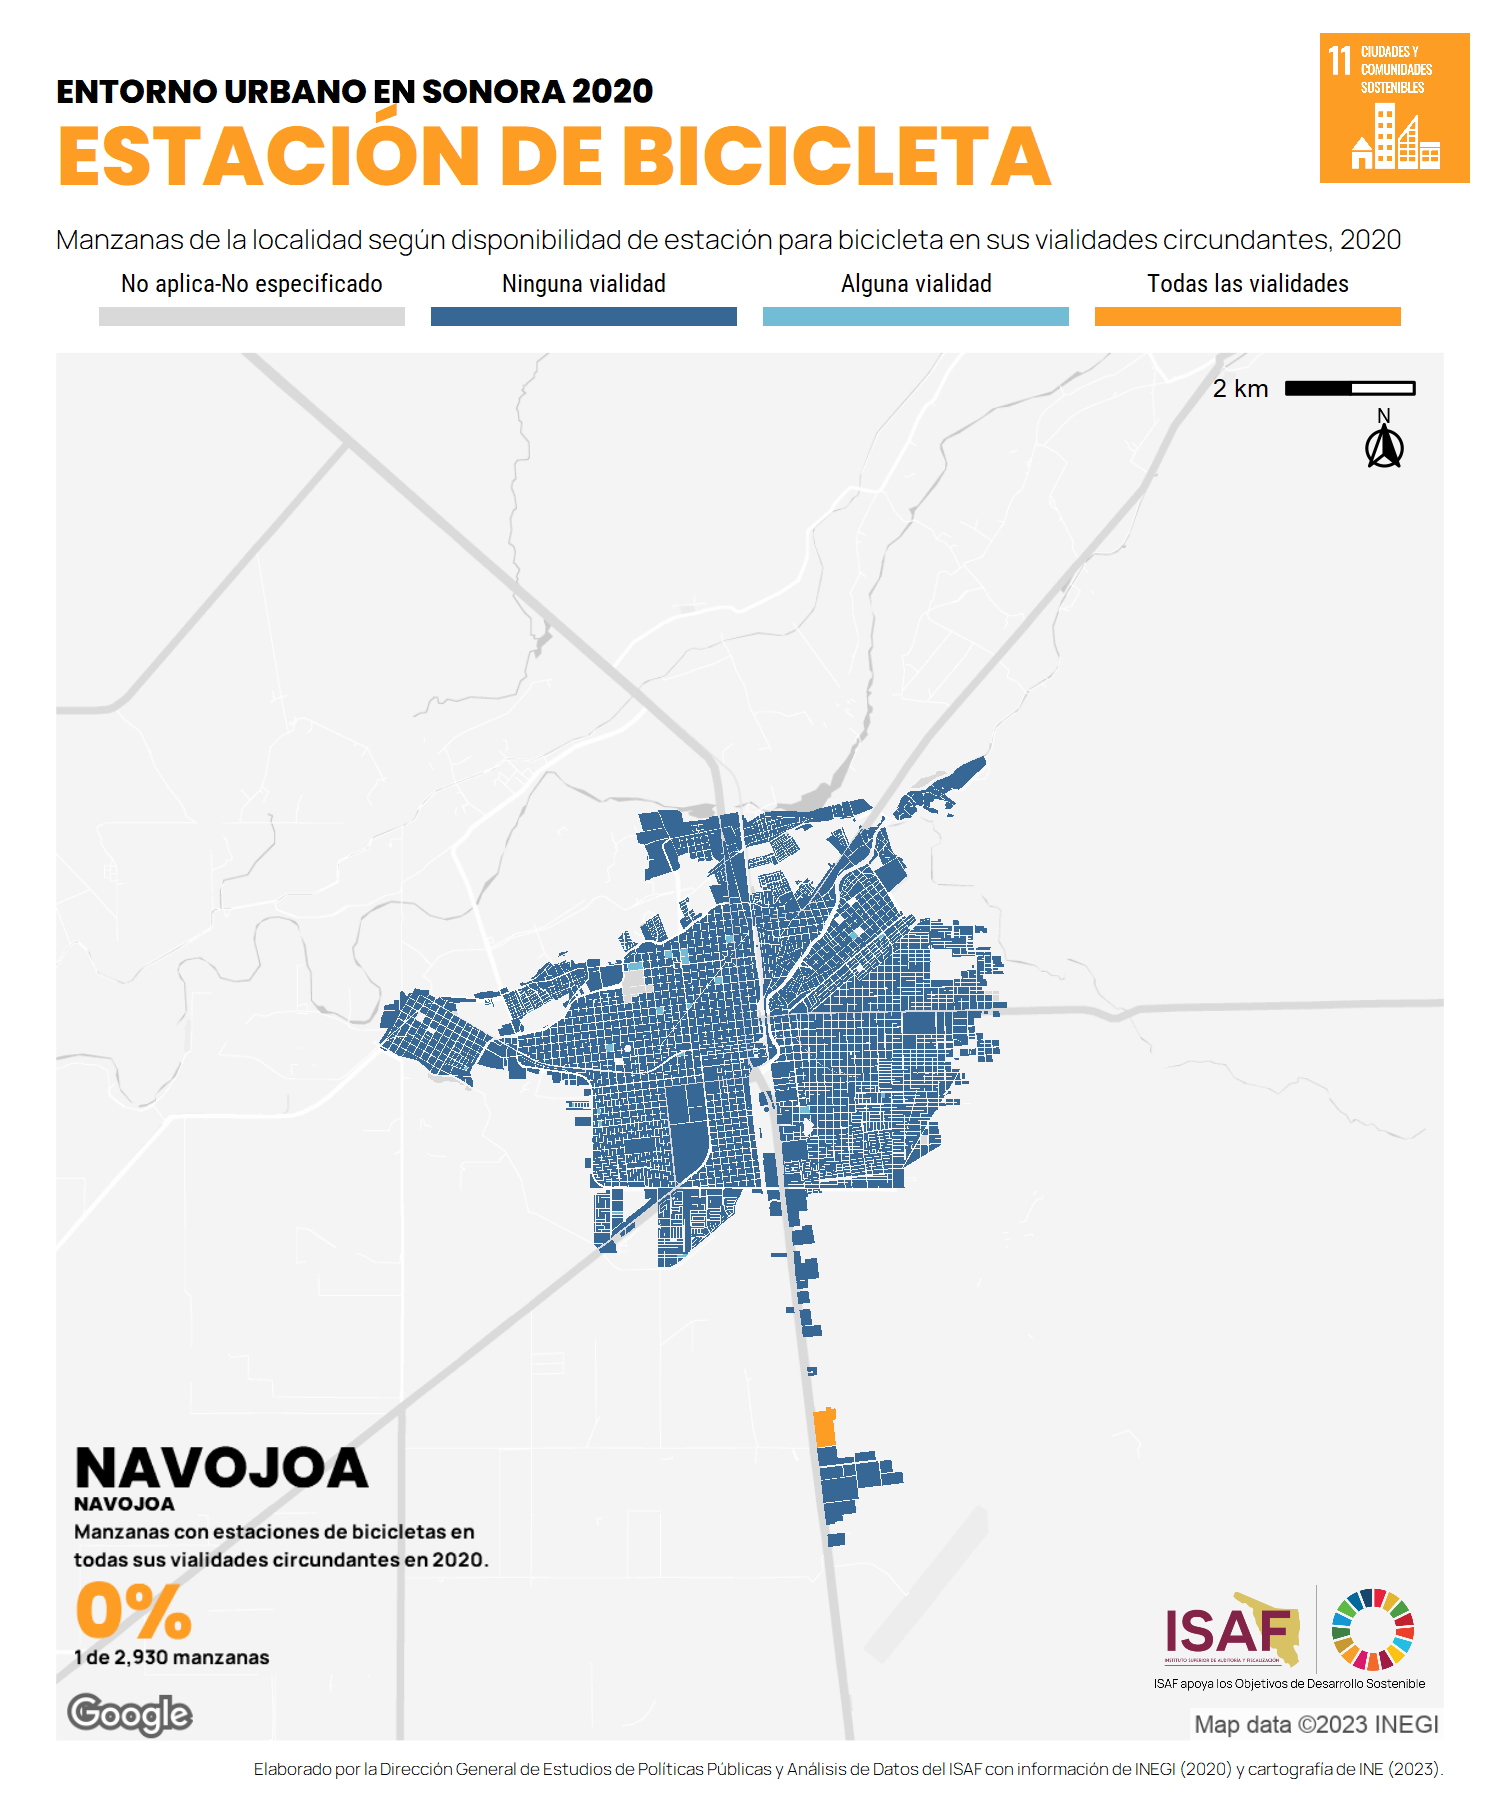 ENTORNO URBANO EN SONORA 2020
ESTACIÓN DE BICICLETA
11 CIUDADES Y
COMUNIDADES
SOSTENIBLES
Manzanas de la localidad según disponibilidad de estación para bicicleta en sus vialidades circundantes, 2020
No aplica-No especificado Ninguna vialidad Alguna vialidad Todas las vialidades
2 km
N
NAVOJOA
NAVOJOA
Manzanas con estaciones de bicicletas en
todas sus vialidades circundantes en 2020.
0%
1 de 2,930 manzanas
Google
ISAF
INSTITUTO SUPERIOR DE AUDITORÍA Y FISCALIZACIÓN
ISAF apoya los Objetivos de Desarrollo Sostenible
Map data ©2023 INEGI
Elaborado por la Dirección General de Estudios de Políticas Públicas y Análisis de Datos del ISAF con información de INEGI (2020) y cartografía de INE (2023).